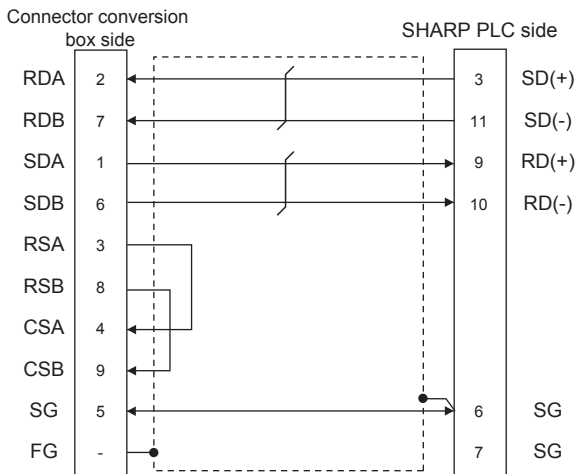 Connector conversion
box side
SHARP PLC side
RDA 2 3 SD(+)
RDB 7 11 SD(-)
SDA 1 9 RD(+)
SDB 6 10 RD(-)
RSA 3
RSB 8
CSA 4
CSB 9
SG 5 6 SG
FG - 7 SG